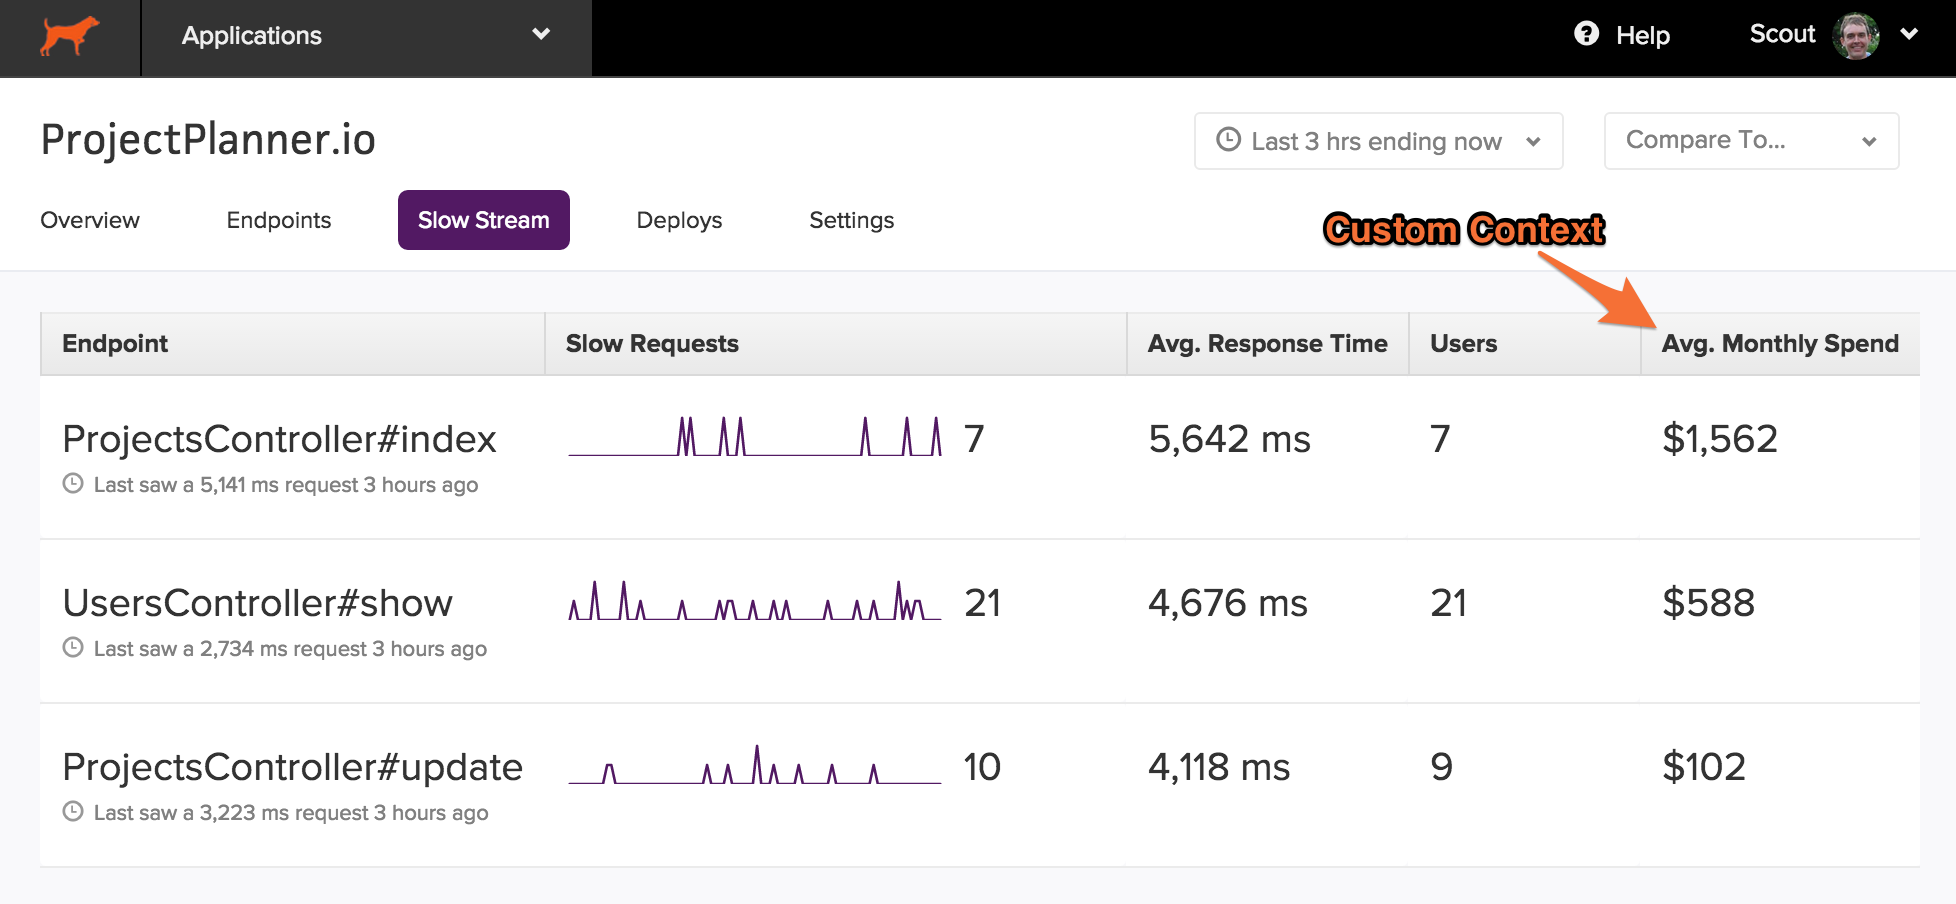 Applications
Help
Scout
ProjectPlanner.io
Last 3 hrs ending now
Compare To...
Overview
Endpoints
Slow Stream
Deploys
Settings
Custom Context
Endpoint
Slow Requests
Avg. Response Time
Users
Avg. Monthly Spend
ProjectsController#index
7
5,642 ms
7
$1,562
Last saw a 5,141 ms request 3 hours ago
UsersController#show
21
4,676 ms
21
$588
Last saw a 2,734 ms request 3 hours ago
ProjectsController#update
10
4,118 ms
9
$102
Last saw a 3,223 ms request 3 hours ago